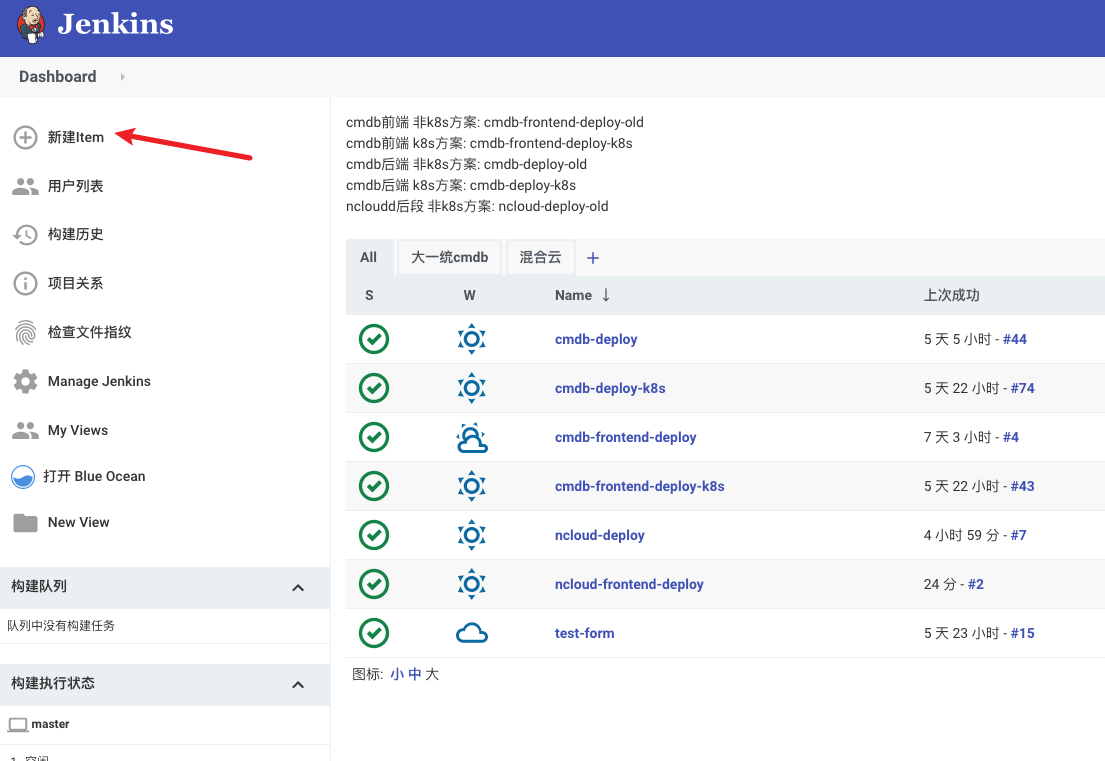 Jenkins
Dashboard
新建Item
用户列表
构建历史
项目关系
检查文件指纹
Manage Jenkins
My Views
打开 Blue Ocean
New View
构建队列
队列中没有构建任务
构建执行状态
master
1 空闲
cmdb前端 非k8s方案: cmdb-frontend-deploy-old
cmdb前端 k8s方案: cmdb-frontend-deploy-k8s
cmdb后端 非k8s方案: cmdb-deploy-old
cmdb后端 k8s方案: cmdb-deploy-k8s
ncloudd后段 非k8s方案: ncloud-deploy-old
All 大一统cmdb 混合云 +
S W Name ↓ 上次成功
cmdb-deploy 5 天 5 小时 - #44
cmdb-deploy-k8s 5 天 22 小时 - #74
cmdb-frontend-deploy 7 天 3 小时 - #4
cmdb-frontend-deploy-k8s 5 天 22 小时 - #43
ncloud-deploy 4 小时 59 分 - #7
ncloud-frontend-deploy 24 分 - #2
test-form 5 天 23 小时 - #15
图标: 小 中 大